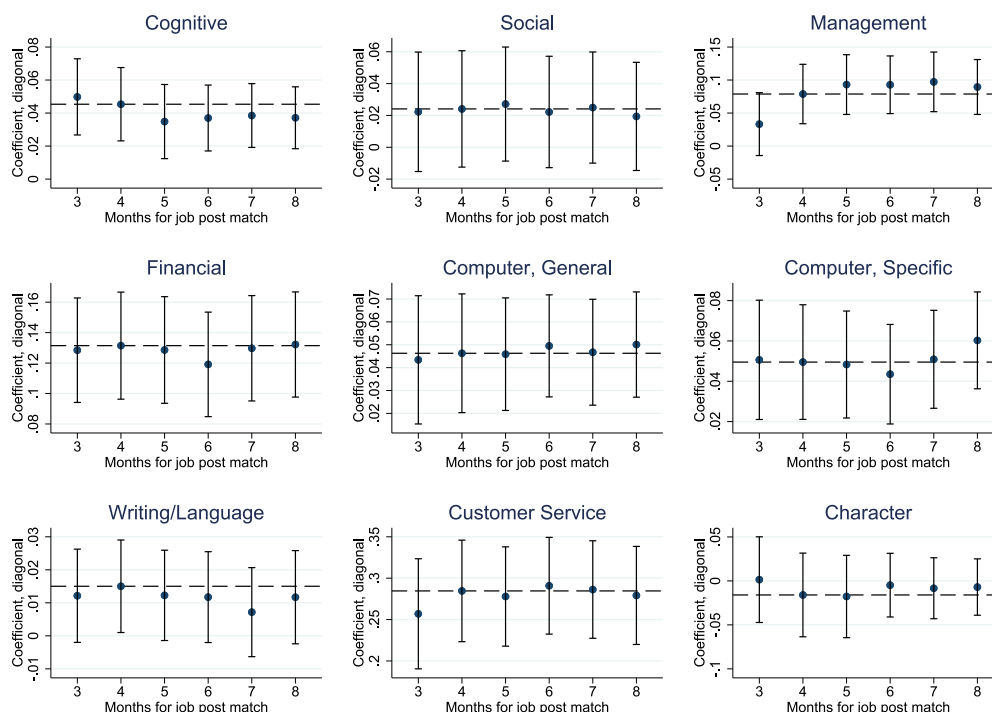 Cognitive
Coefficient, diagonal
0 .02 .04 .06 .08
3 4 5 6 7 8
Months for job post match
Social
Coefficient, diagonal
-.02 0 .02 .04 .06
3 4 5 6 7 8
Months for job post match
Management
Coefficient, diagonal
-.05 0 .05 .1 .15
3 4 5 6 7 8
Months for job post match
Financial
Coefficient, diagonal
.08 .1 .12 .14 .16
3 4 5 6 7 8
Months for job post match
Computer, General
Coefficient, diagonal
.02 .03 .04 .05 .06 .07
3 4 5 6 7 8
Months for job post match
Computer, Specific
Coefficient, diagonal
.02 .04 .06 .08
3 4 5 6 7 8
Months for job post match
Writing/Language
Coefficient, diagonal
-.01 0 .01 .02 .03
3 4 5 6 7 8
Months for job post match
Customer Service
Coefficient, diagonal
.2 .25 .3 .35
3 4 5 6 7 8
Months for job post match
Character
Coefficient, diagonal
-.1 -.05 0 .05
3 4 5 6 7 8
Months for job post match